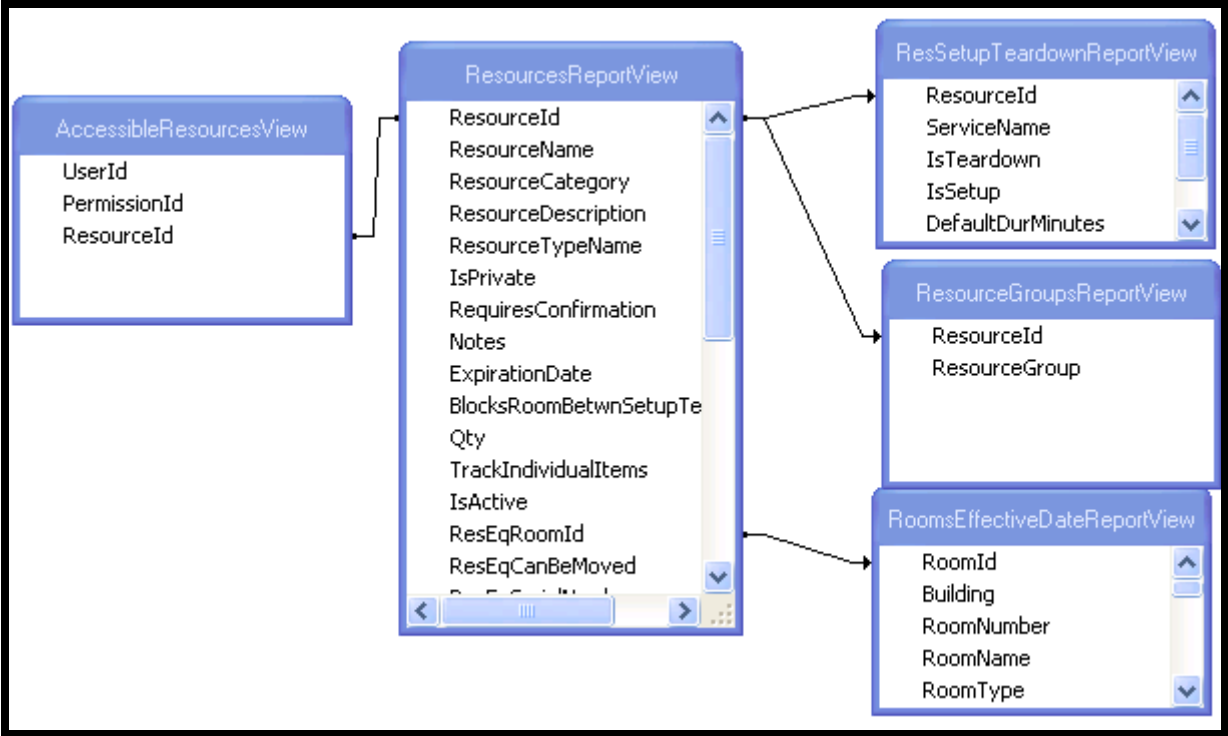 AccessibleResourcesView
UserId
PermissionId
ResourceId
ResourcesReportView
ResourceId
ResourceName
ResourceCategory
ResourceDescription
ResourceTypeName
IsPrivate
RequiresConfirmation
Notes
ExpirationDate
BlocksRoomBetwnSetupTe
Qty
TrackIndividualItems
IsActive
ResEqRoomId
ResEqCanBeMoved
ResSetupTeardownReportView
ResourceId
ServiceName
IsTeardown
IsSetup
DefaultDurMinutes
ResourceGroupsReportView
ResourceId
ResourceGroup
RoomsEffectiveDateReportView
RoomId
Building
RoomNumber
RoomName
RoomType